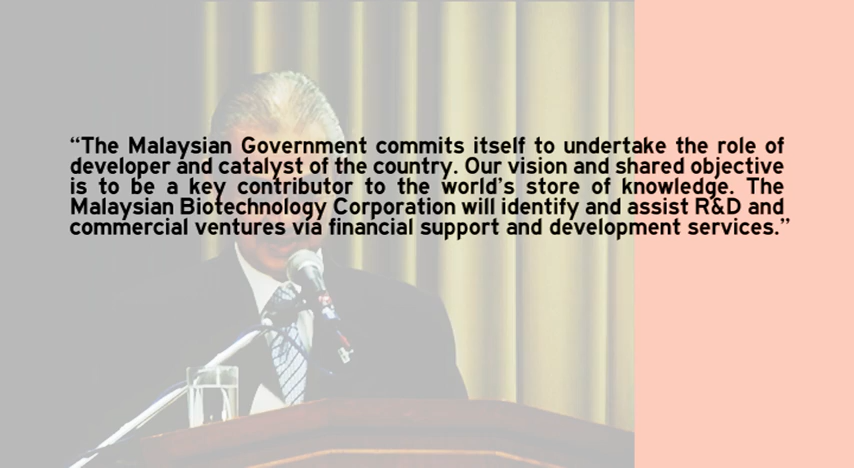 “The Malaysian Government commits itself to undertake the role of
developer and catalyst of the country. Our vision and shared objective
is to be a key contributor to the world’s store of knowledge. The
Malaysian Biotechnology Corporation will identify and assist R&D and
commercial ventures via financial support and development services.”